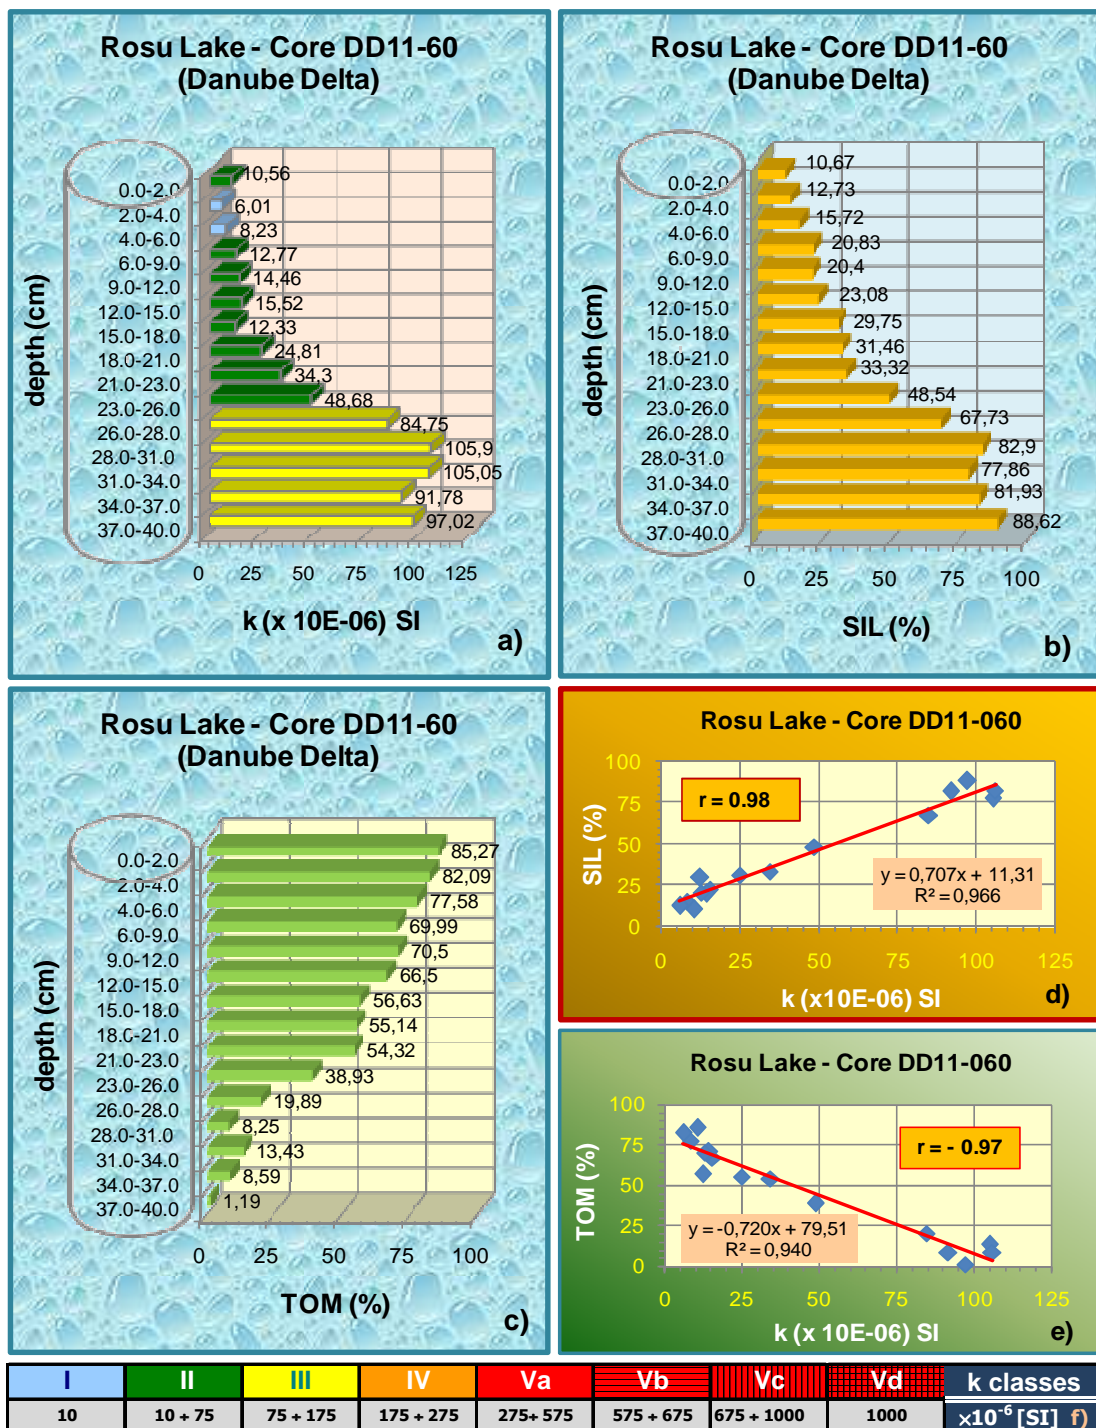 Rosu Lake - Core DD11-60
(Danube Delta)
depth (cm)
0.0-2.0
2.0-4.0
4.0-6.0
6.0-9.0
9.0-12.0
12.0-15.0
15.0-18.0
18.0-21.0
21.0-23.0
23.0-26.0
26.0-28.0
28.0-31.0
31.0-34.0
34.0-37.0
37.0-40.0
10,56
6,01
8,23
12,77
14,46
15,52
12,33
24,81
34,3
48,68
84,75
105,9
105,05
91,78
97,02
0 25 50 75 100 125
k (x 10E-06) SI
a)
Rosu Lake - Core DD11-60
(Danube Delta)
depth (cm)
0.0-2.0
2.0-4.0
4.0-6.0
6.0-9.0
9.0-12.0
12.0-15.0
15.0-18.0
18.0-21.0
21.0-23.0
23.0-26.0
26.0-28.0
28.0-31.0
31.0-34.0
34.0-37.0
37.0-40.0
10,67
12,73
15,72
20,83
20,4
23,08
29,75
31,46
33,32
48,54
67,73
82,9
77,86
81,93
88,62
0 25 50 75 100
SIL (%)
b)
Rosu Lake - Core DD11-60
(Danube Delta)
depth (cm)
0.0-2.0
2.0-4.0
4.0-6.0
6.0-9.0
9.0-12.0
12.0-15.0
15.0-18.0
18.0-21.0
21.0-23.0
23.0-26.0
26.0-28.0
28.0-31.0
31.0-34.0
34.0-37.0
37.0-40.0
85,27
82,09
77,58
69,99
70,5
66,5
56,63
55,14
54,32
38,93
19,89
8,25
13,43
8,59
1,19
0 25 50 75 100
TOM (%)
c)
Rosu Lake - Core DD11-060
SIL (%)
100
75
50
25
0
r = 0.98
y = 0,707x + 11,31
R² = 0,966
0 25 50 75 100 125
k (x10E-06) SI
d)
Rosu Lake - Core DD11-060
TOM (%)
100
75
50
25
0
r = - 0.97
y = -0,720x + 79,51
R² = 0,940
0 25 50 75 100 125
k (x 10E-06) SI
e)
I II III IV Va Vb Vc Vd k classes
10 10 ÷ 75 75 ÷ 175 175 ÷ 275 275÷ 575 575 ÷ 675 675 ÷ 1000 1000 ×10⁻⁶ [SI] f)